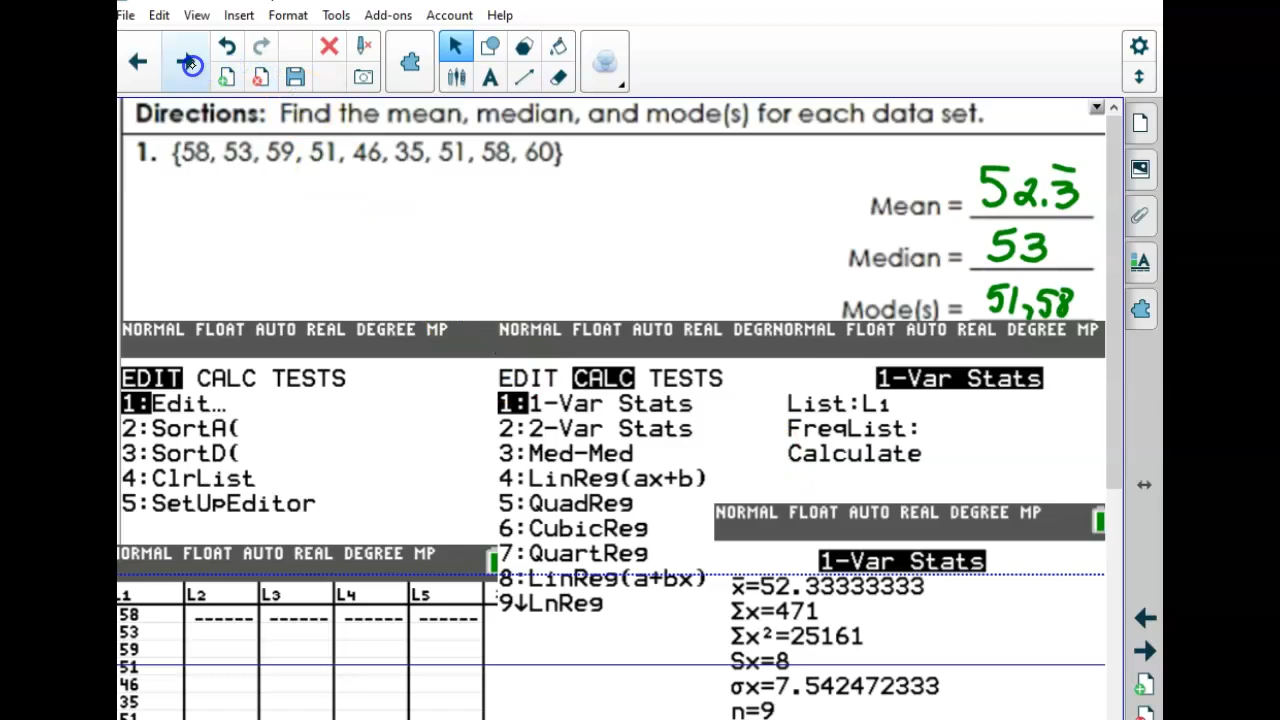 File Edit View Insert Format Tools Add-ons Account Help
Directions: Find the mean, median, and mode(s) for each data set.
1. {58, 53, 59, 51, 46, 35, 51, 58, 60}
Mean = 52.3̄
Median = 53
Mode(s) = 51,58
NORMAL FLOAT AUTO REAL DEGREE MP
EDIT CALC TESTS
1:Edit…
2:SortA(
3:SortD(
4:ClrList
5:SetUpEditor
NORMAL FLOAT AUTO REAL DEGR
EDIT CALC TESTS
1:1-Var Stats
2:2-Var Stats
3:Med-Med
4:LinReg(ax+b)
5:QuadReg
6:CubicReg
7:QuartReg
8:LinReg(a+bx)
9↓LnReg
NORMAL FLOAT AUTO REAL DEGREE MP
1-Var Stats
List:L₁
FreqList:
Calculate
ORMAL FLOAT AUTO REAL DEGREE MP
L1 L2 L3 L4 L5
58 ------ ------ ------ ------
53
59
51
46
35
51
NORMAL FLOAT AUTO REAL DEGREE MP
1-Var Stats
x̄=52.33333333
Σx=471
Σx²=25161
Sx=8
σx=7.542472333
n=9